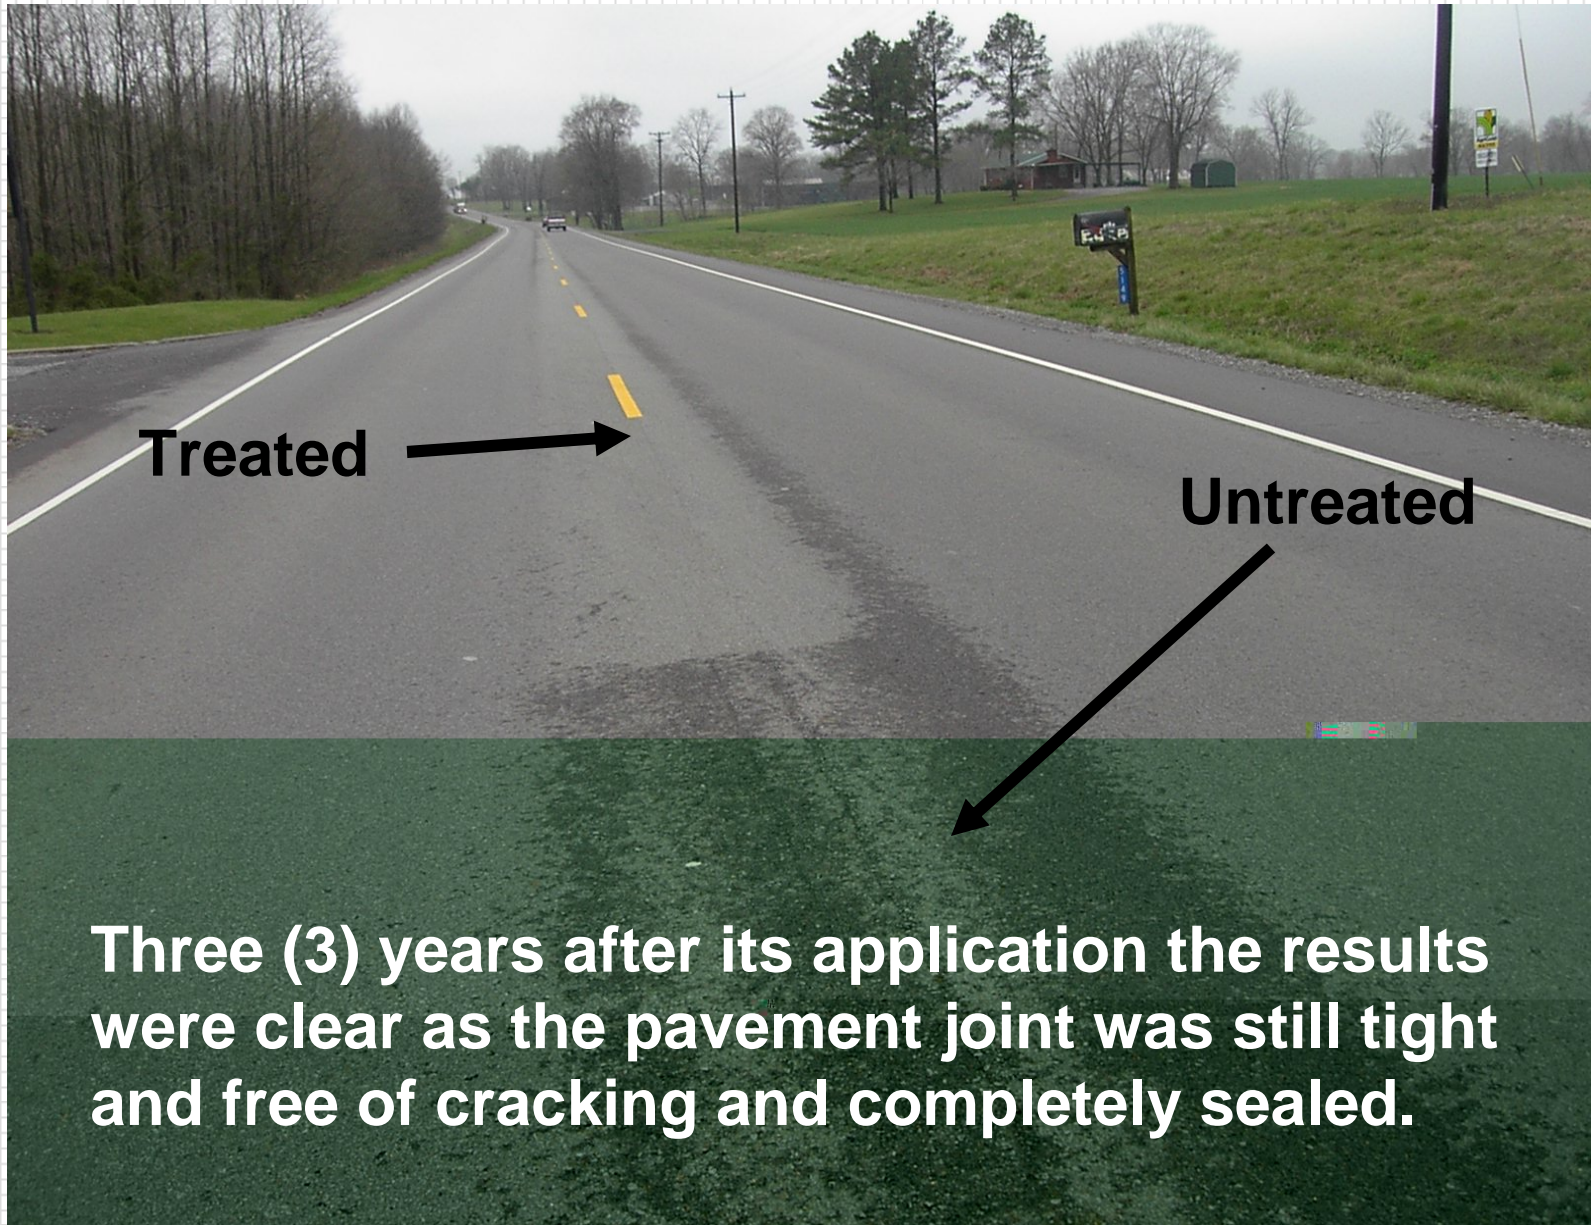 Treated
Untreated
Three (3) years after its application the results
were clear as the pavement joint was still tight
and free of cracking and completely sealed.